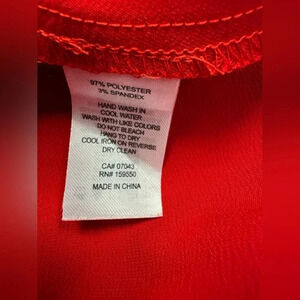 97% POLYESTER
3% SPANDEX
HAND WASH IN
COOL WATER
WASH WITH LIKE COLORS
DO NOT BLEACH
HANG TO DRY
COOL IRON ON REVERSE
DRY CLEAN
CA# 07043
RN# 159550
MADE IN CHINA